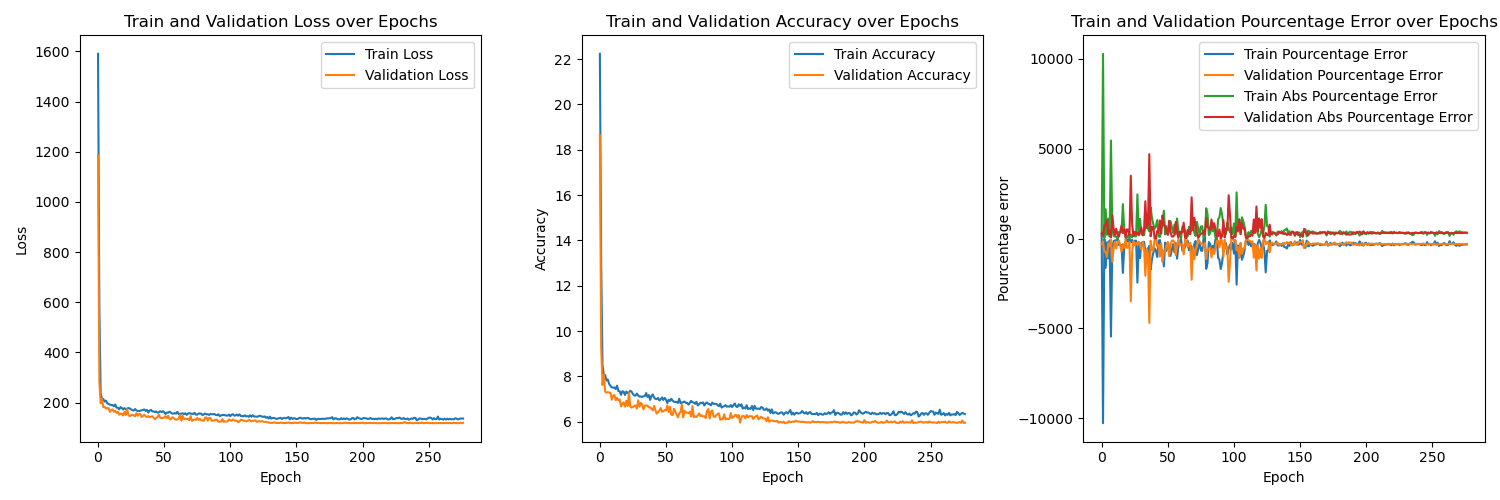 Train and Validation Loss over Epochs
Train Loss
Validation Loss
1600
1400
1200
1000
800
600
400
200
Loss
0
50
100
150
200
250
Epoch
Train and Validation Accuracy over Epochs
Train Accuracy
Validation Accuracy
22
20
18
16
14
12
10
8
6
Accuracy
0
50
100
150
200
250
Epoch
Train and Validation Pourcentage Error over Epochs
Train Pourcentage Error
Validation Pourcentage Error
Train Abs Pourcentage Error
Validation Abs Pourcentage Error
10000
5000
0
−5000
−10000
Pourcentage error
0
50
100
150
200
250
Epoch